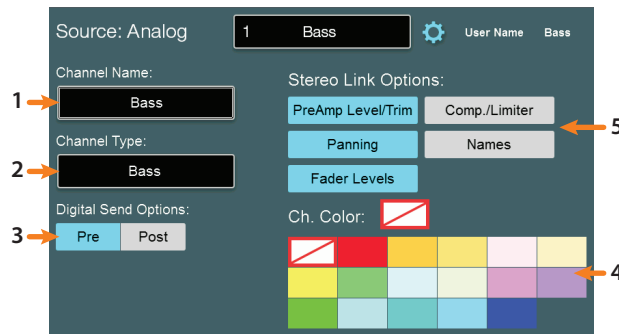 Source: Analog
1 Bass
User Name Bass
Channel Name:
1
Bass
Channel Type:
2
Bass
Digital Send Options:
3
Pre Post
Stereo Link Options:
PreAmp Level/Trim Comp./Limiter
5
Panning Names
Fader Levels
Ch. Color:
4